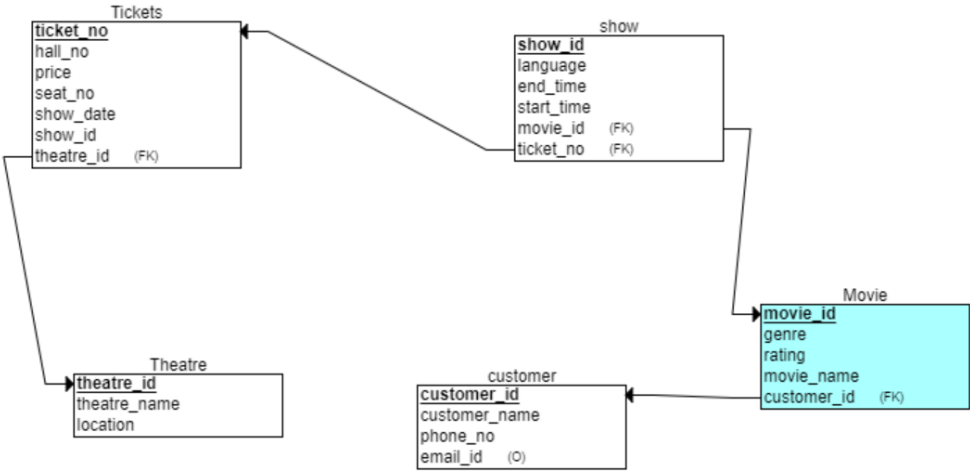 Tickets
ticket_no
hall_no
price
seat_no
show_date
show_id
theatre_id (FK)
show
show_id
language
end_time
start_time
movie_id (FK)
ticket_no (FK)
Theatre
theatre_id
theatre_name
location
customer
customer_id
customer_name
phone_no
email_id (O)
Movie
movie_id
genre
rating
movie_name
customer_id (FK)